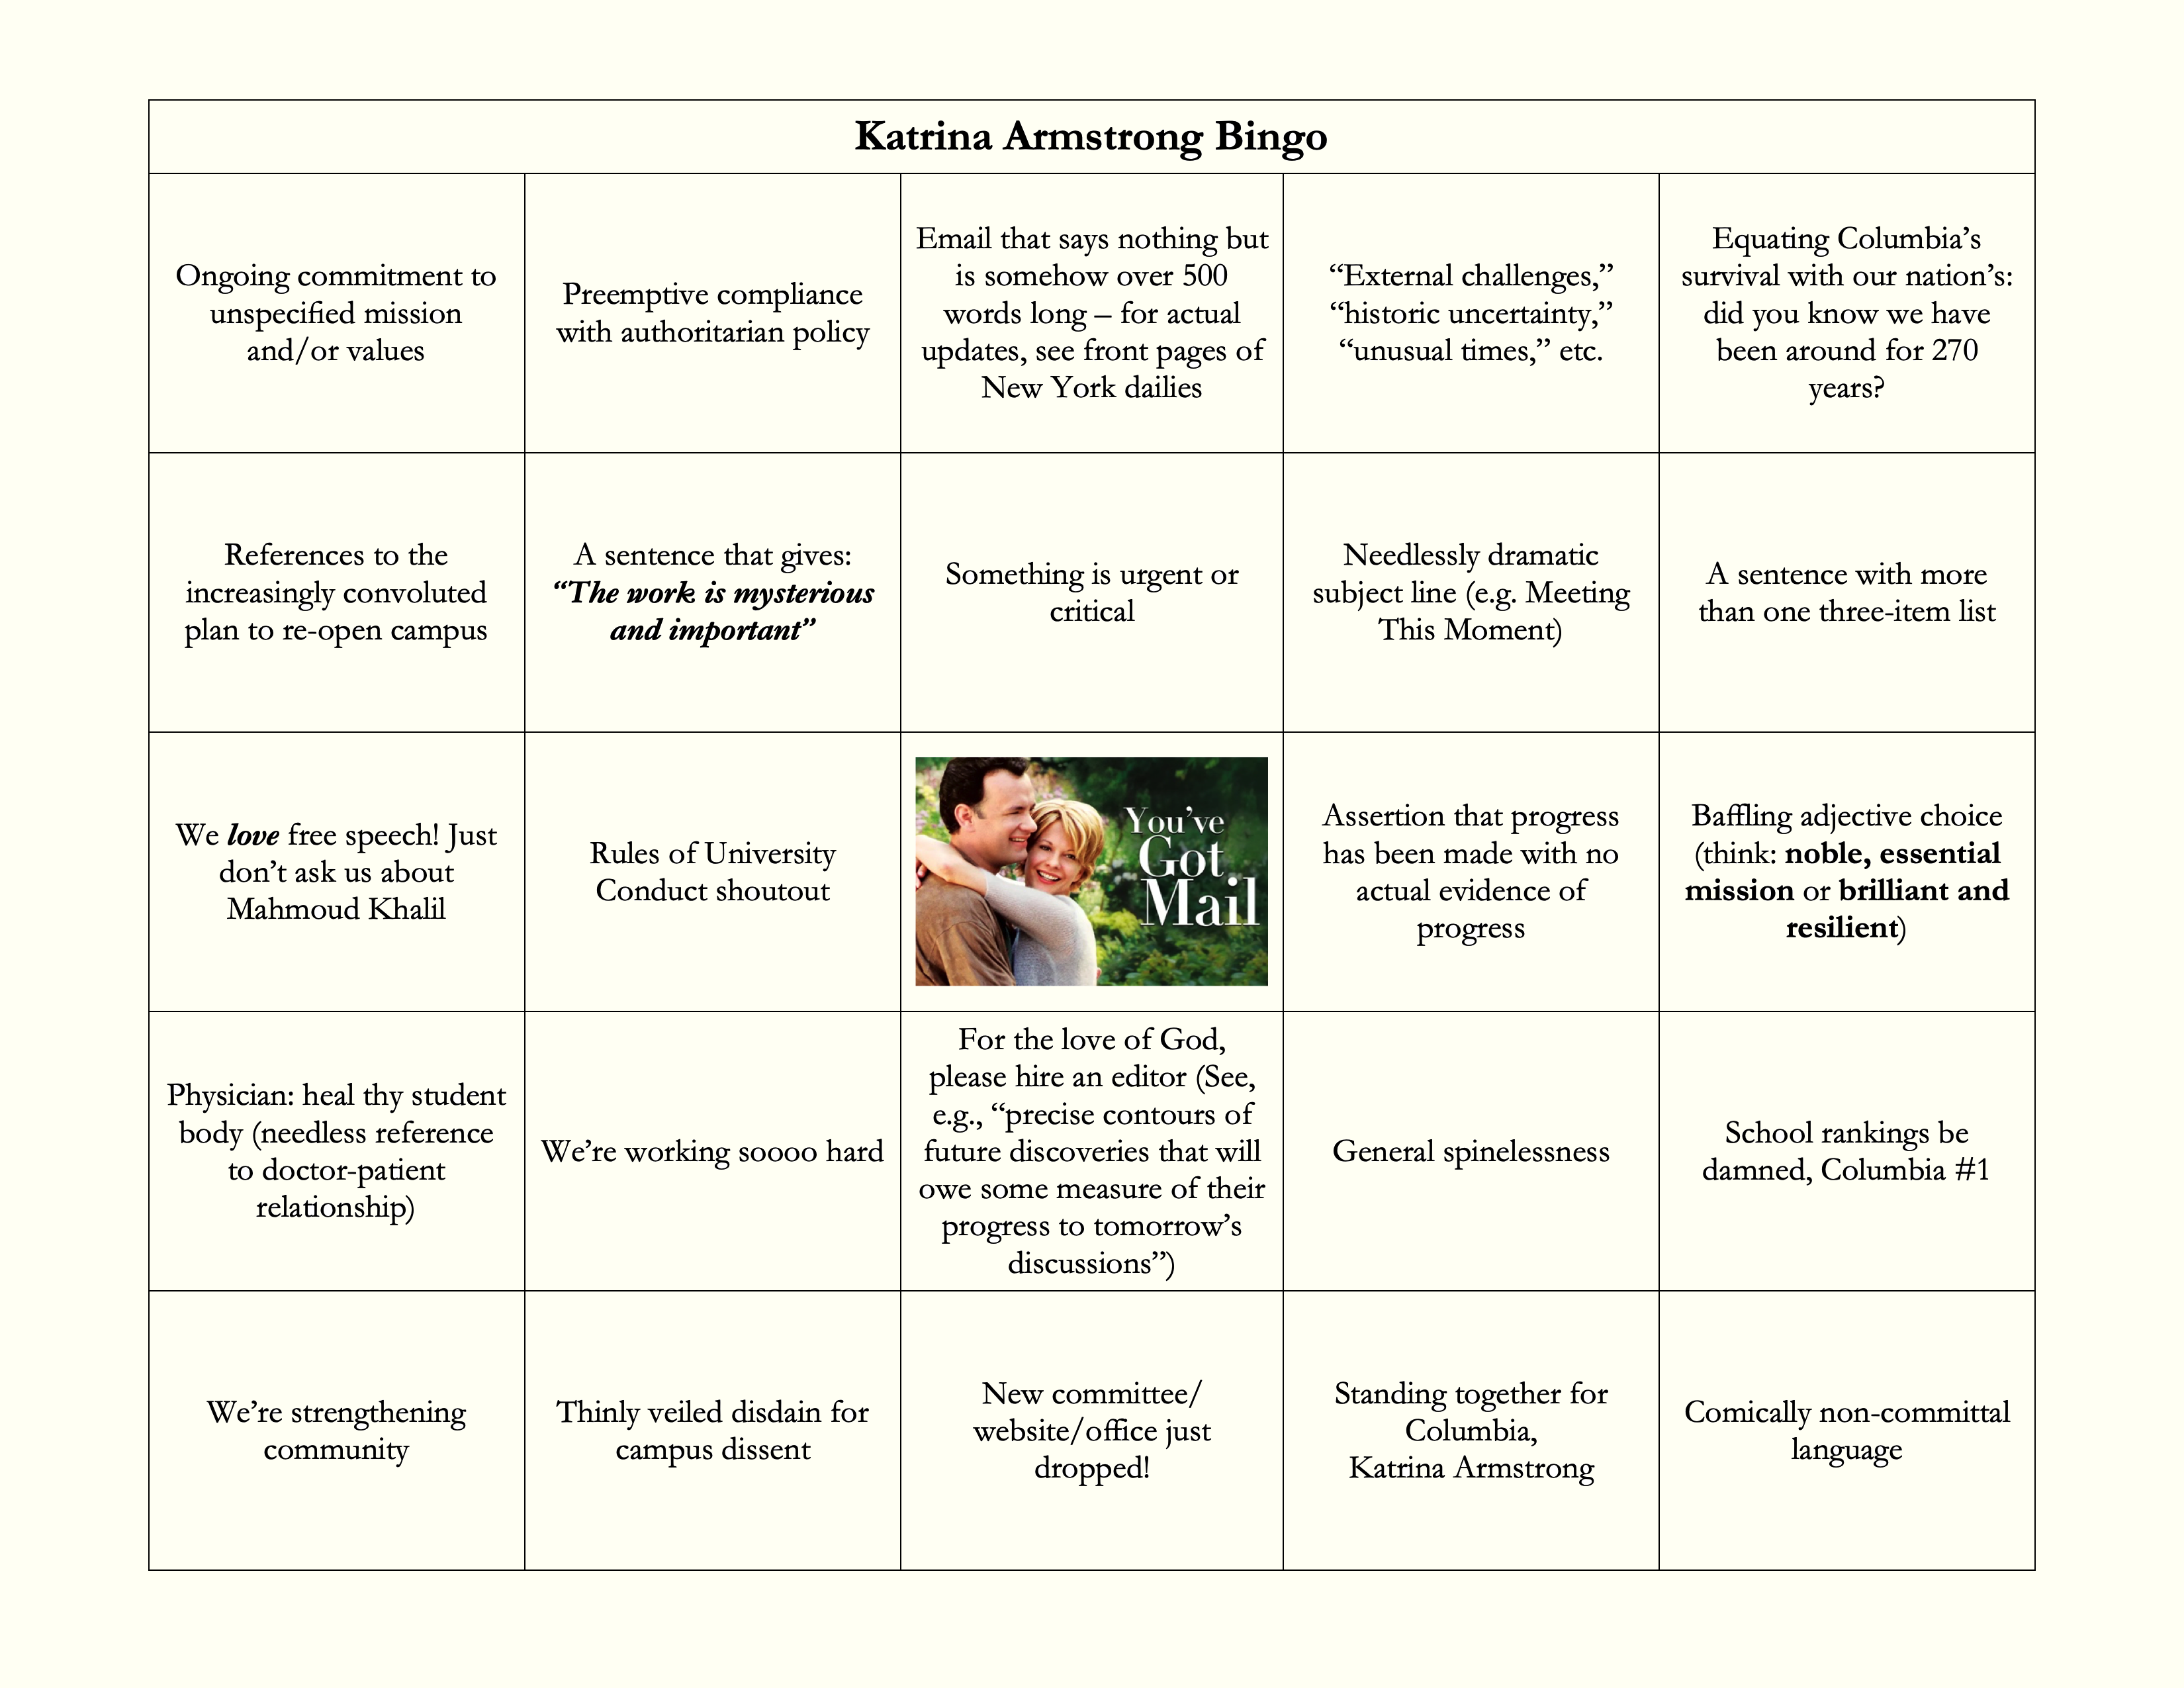 Katrina Armstrong Bingo
Ongoing commitment to
unspecified mission
and/or values
Preemptive compliance
with authoritarian policy
Email that says nothing but
is somehow over 500
words long – for actual
updates, see front pages of
New York dailies
“External challenges,”
“historic uncertainty,”
“unusual times,” etc.
Equating Columbia’s
survival with our nation’s:
did you know we have
been around for 270
years?
References to the
increasingly convoluted
plan to re-open campus
A sentence that gives:
“The work is mysterious
and important”
Something is urgent or
critical
Needlessly dramatic
subject line (e.g. Meeting
This Moment)
A sentence with more
than one three-item list
We love free speech! Just
don’t ask us about
Mahmoud Khalil
Rules of University
Conduct shoutout
You’ve
Got
Mail
Assertion that progress
has been made with no
actual evidence of
progress
Baffling adjective choice
(think: noble, essential
mission or brilliant and
resilient)
Physician: heal thy student
body (needless reference
to doctor-patient
relationship)
We’re working soooo hard
For the love of God,
please hire an editor (See,
e.g., “precise contours of
future discoveries that will
owe some measure of their
progress to tomorrow’s
discussions”)
General spinelessness
School rankings be
damned, Columbia #1
We’re strengthening
community
Thinly veiled disdain for
campus dissent
New committee/
website/office just
dropped!
Standing together for
Columbia,
Katrina Armstrong
Comically non-committal
language